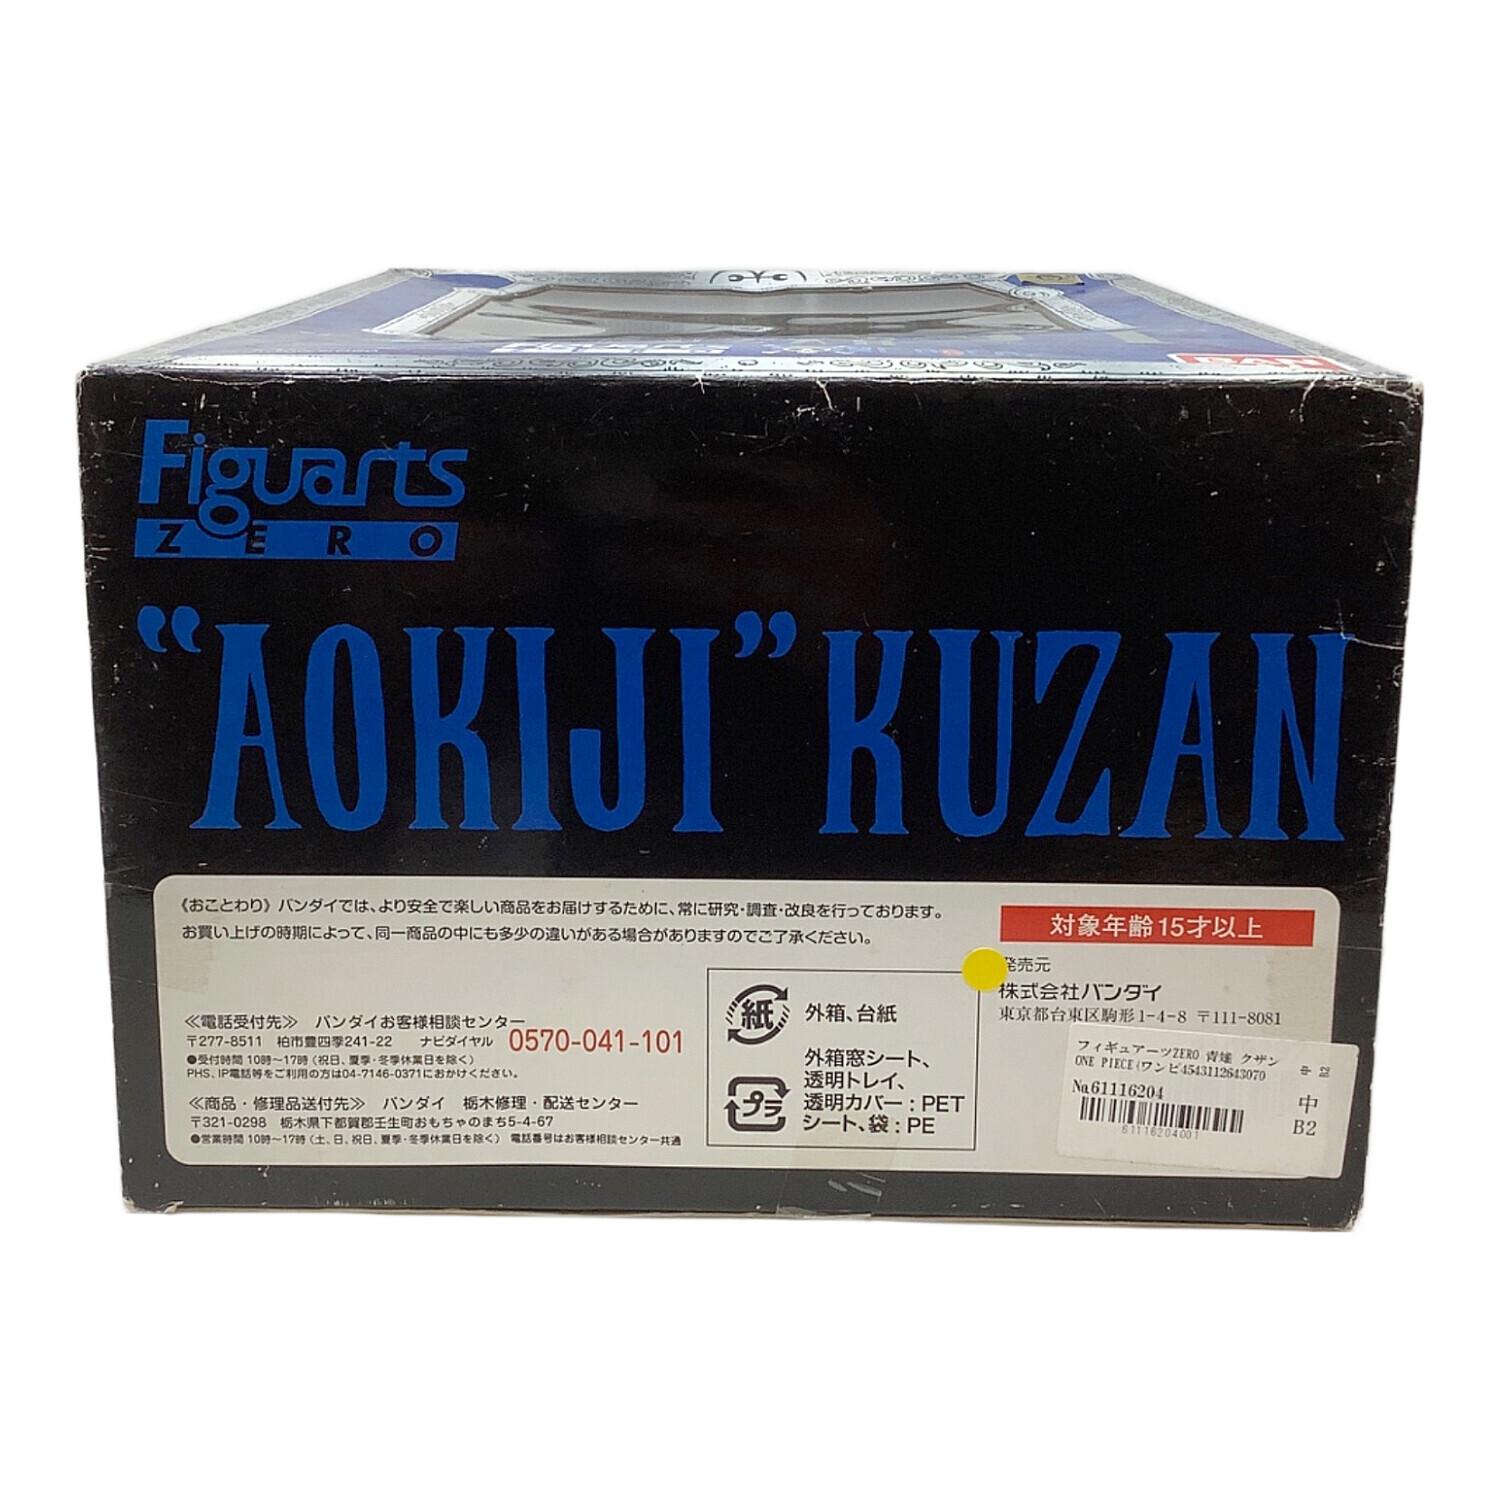 BAN
Figuarts
ZERO
"AOKIJI" KUZAN
《おことわり》バンダイでは、より安全で楽しい商品をお届けするために、常に研究・調査・改良を行っております。
お買い上げの時期によって、同一商品の中にも多少の違いがある場合がありますのでご了承ください。
≪電話受付先≫ バンダイお客様相談センター
〒277-8511 柏市豊四季241-22 ナビダイヤル 0570-041-101
●受付時間 10時〜17時（祝日、夏季・冬季休業日を除く）
PHS、IP電話等をご利用の方は04-7146-0371におかけください。
≪商品・修理品送付先≫ バンダイ 栃木修理・配送センター
〒321-0298 栃木県下都賀郡壬生町おもちゃのまち5-4-67
●営業時間 10時〜17時（土、日、祝日、夏季・冬季休業日を除く） 電話番号はお客様相談センター共通
紙 外箱、台紙
プラ
外箱窓シート、
透明トレイ、
透明カバー：PET
シート、袋：PE
対象年齢15才以上
発売元
株式会社バンダイ
東京都台東区駒形1-4-8 〒111-8081
フィギュアーツZERO 青雉 クザン
ONE PIECE(ワンピ4543112643070
中 B2
№61116204
61116204001
中
B2